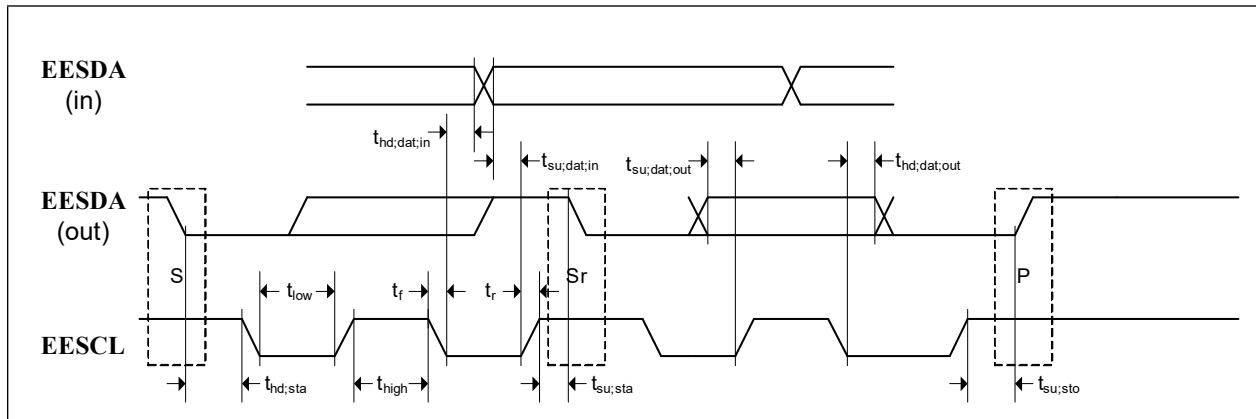 EESDA
(in)
t_hd;dat;in
t_su;dat;in
t_su;dat;out
t_hd;dat;out
EESDA
(out)
S
t_low
t_f
t_r
Sr
P
EESCL
t_hd;sta
t_high
t_su;sta
t_su;sto